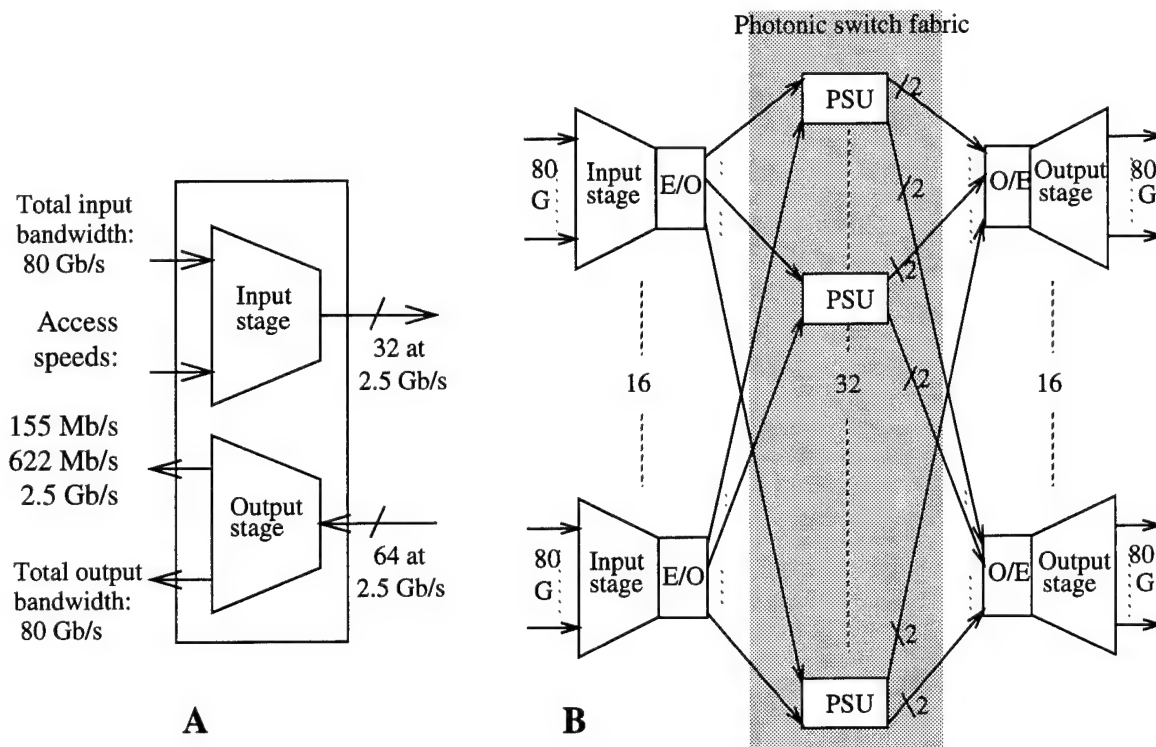 Photonic switch fabric
Total input
bandwidth:
80 Gb/s
Access
speeds:
155 Mb/s
622 Mb/s
2.5 Gb/s
Total output
bandwidth:
80 Gb/s
Input
stage
32 at
2.5 Gb/s
Output
stage
64 at
2.5 Gb/s
A
80
G
Input
stage
E/O
PSU
2
2
O/E
Output
stage
80
G
PSU
2
2
16
32
16
80
G
Input
stage
E/O
PSU
2
2
O/E
Output
stage
80
G
B